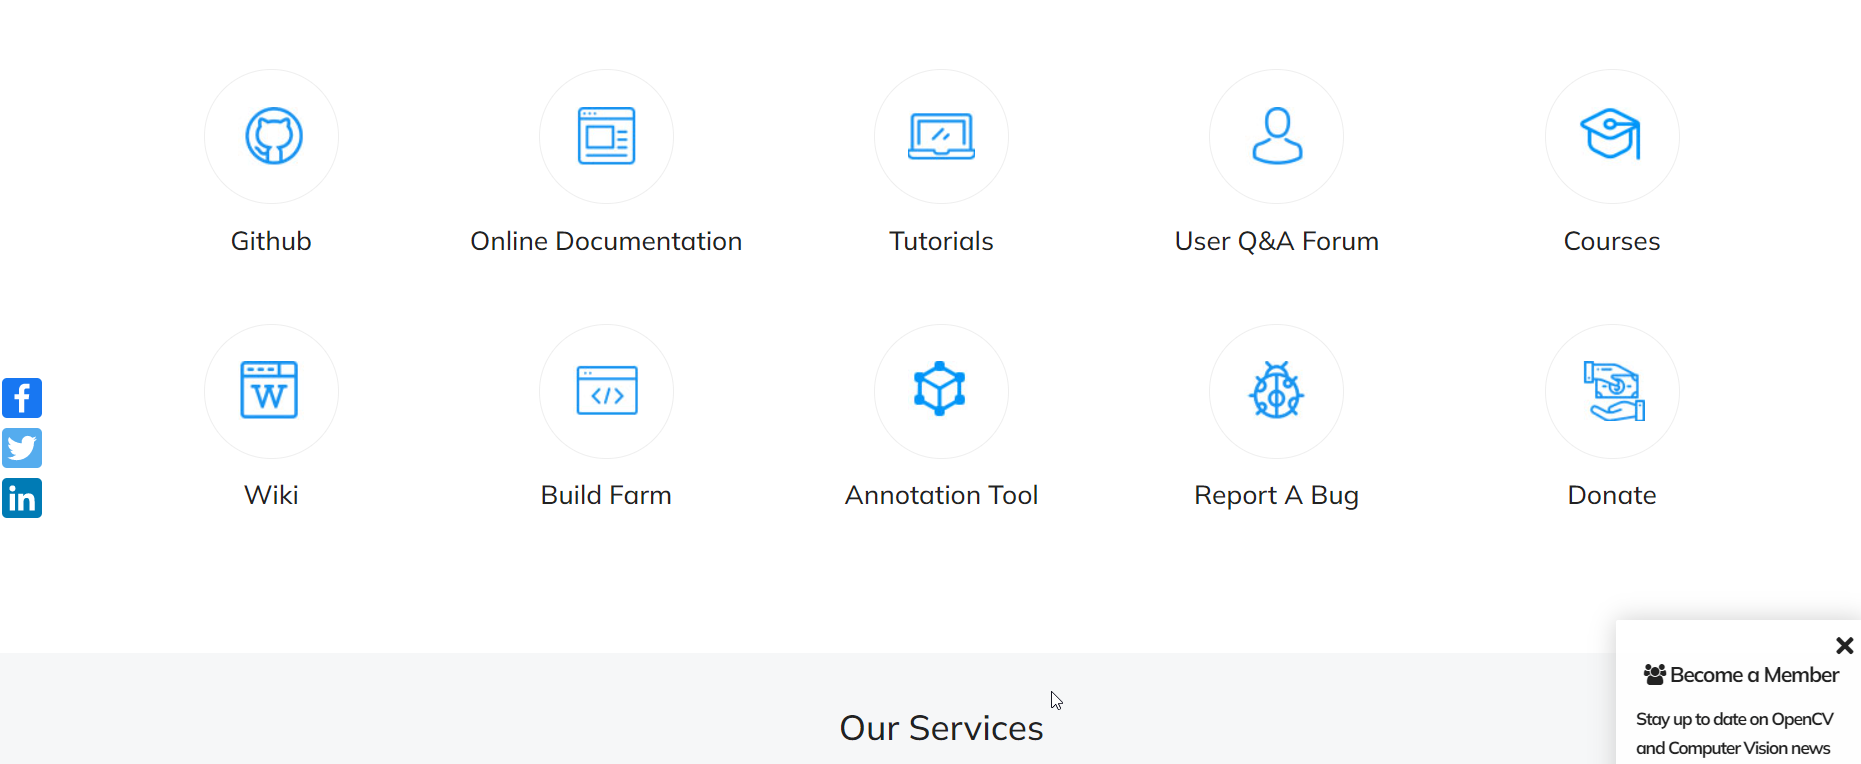 Github
Online Documentation
Tutorials
User Q&A Forum
Courses
W
</>
Wiki
Build Farm
Annotation Tool
Report A Bug
Donate
f
in
Become a Member
Stay up to date on OpenCV
and Computer Vision news
Our Services